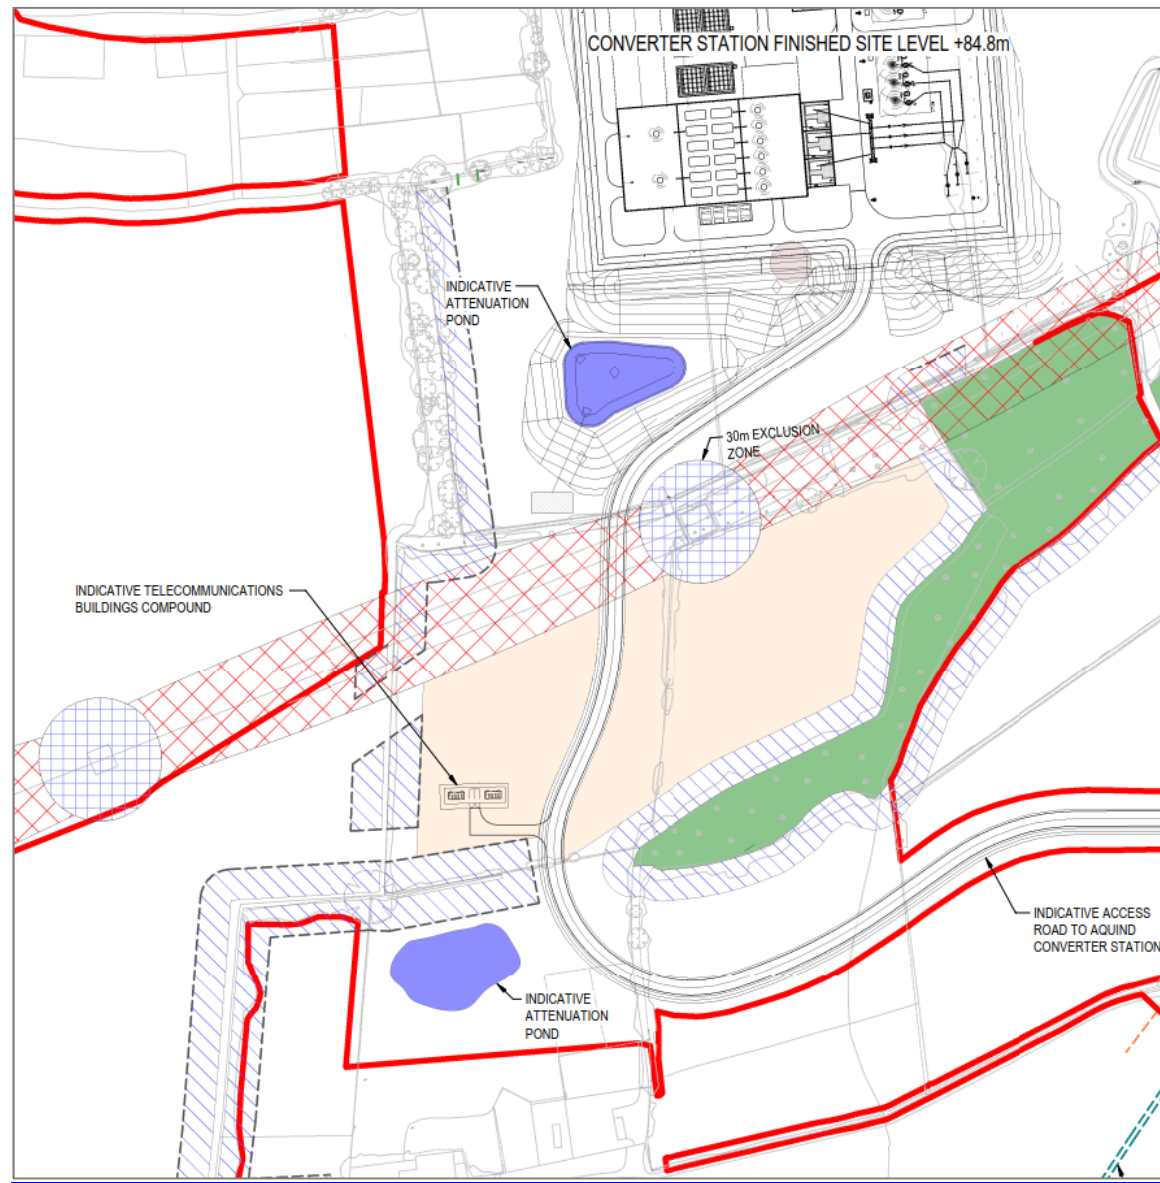 CONVERTER STATION FINISHED SITE LEVEL +84.8m
INDICATIVE
ATTENUATION
POND
30m EXCLUSION
ZONE
INDICATIVE TELECOMMUNICATIONS
BUILDINGS COMPOUND
INDICATIVE ACCESS
ROAD TO AQUIND
CONVERTER STATION
INDICATIVE
ATTENUATION
POND